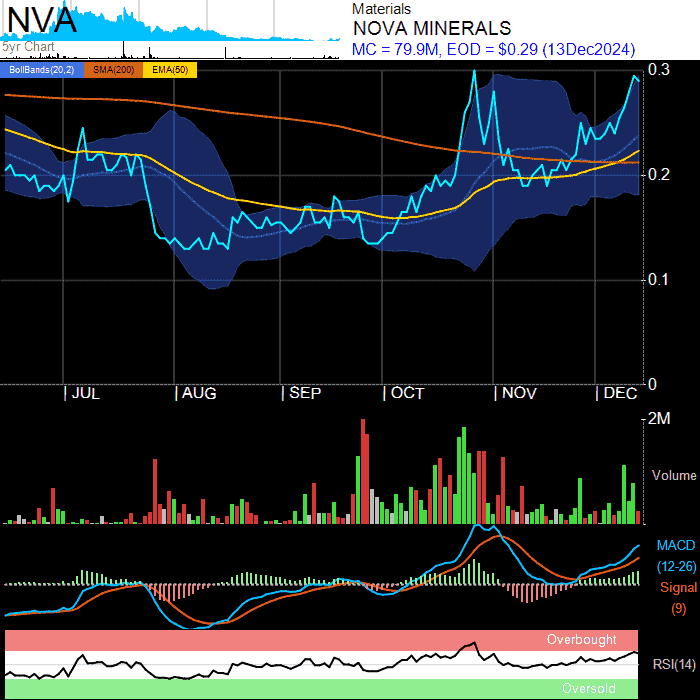 NVA
5yr Chart
Materials
NOVA MINERALS
MC = 79.9M, EOD = $0.29 (13Dec2024)
BollBands(20,2) SMA(200) EMA(50)
0.3
0.2
0.1
0
JUL AUG SEP OCT NOV DEC
2M
Volume
MACD
(12-26)
Signal
(9)
Overbought
RSI(14)
Oversold